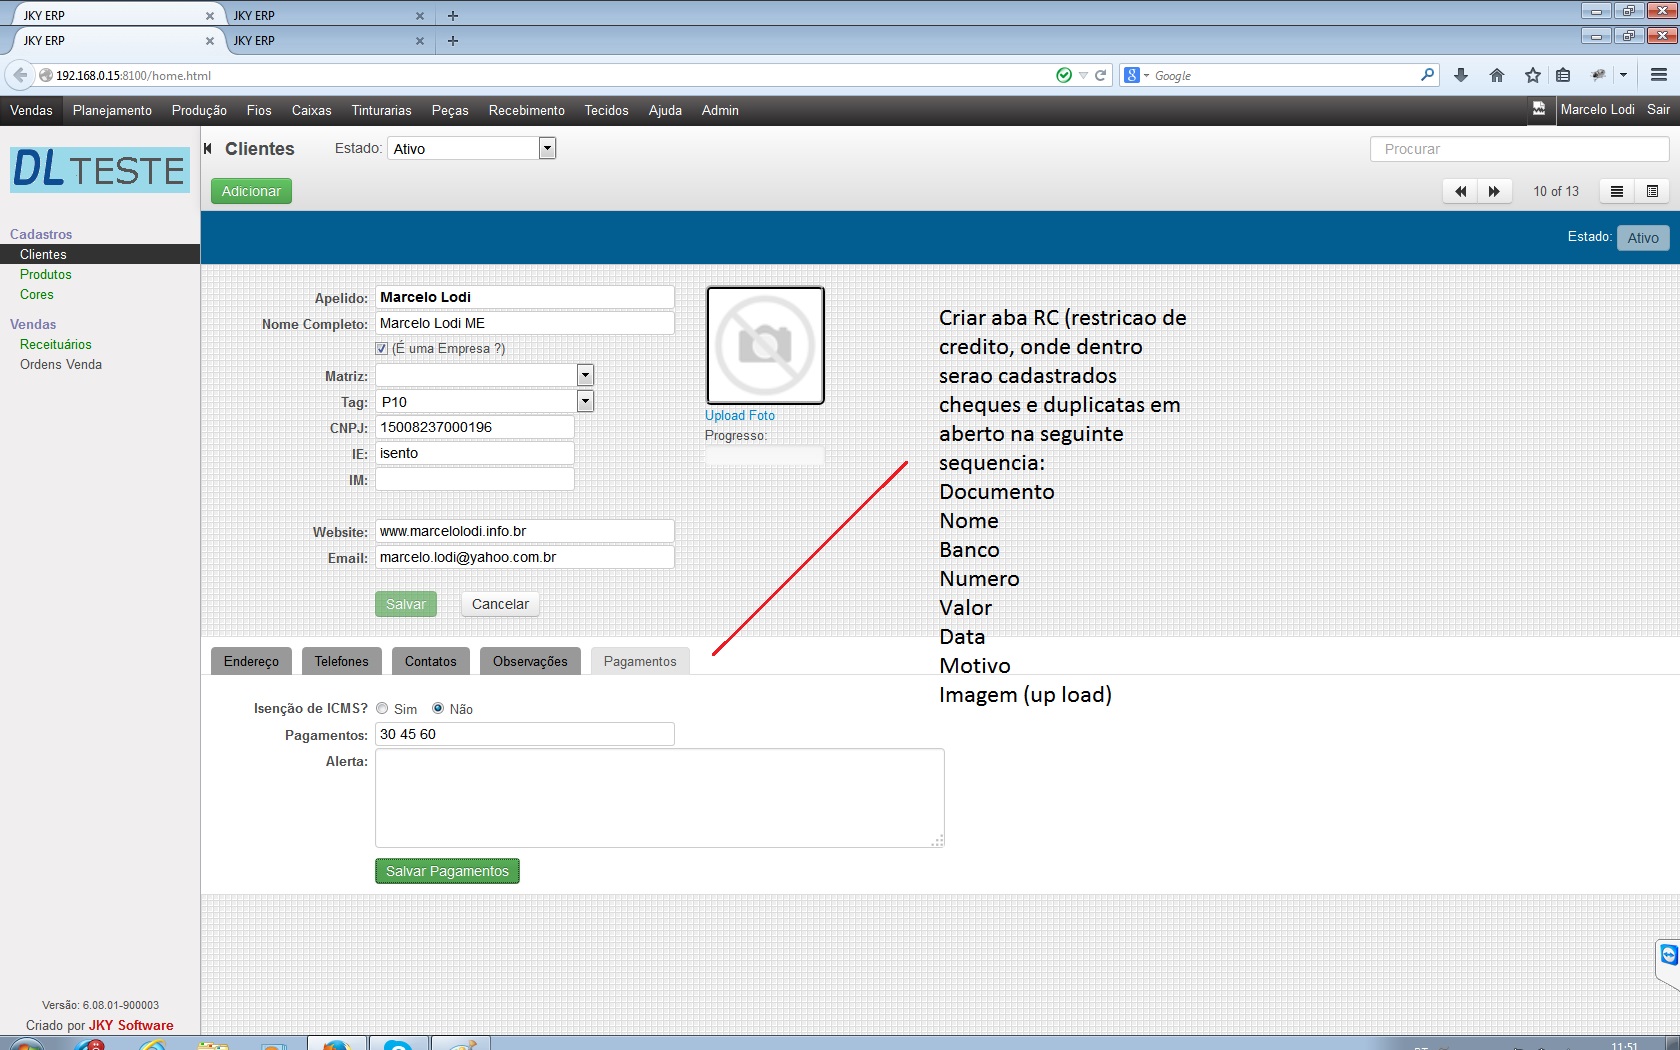 JKY ERP
JKY ERP
JKY ERP
JKY ERP
192.168.0.15:8100/home.html
Google
Vendas Planejamento Produção Fios Caixas Tinturarias Peças Recebimento Tecidos Ajuda Admin
Marcelo Lodi Sair
DL TESTE
Clientes Estado: Ativo
Procurar
Adicionar
10 of 13
Estado: Ativo
Cadastros
Clientes
Produtos
Cores
Vendas
Receituários
Ordens Venda
Apelido: Marcelo Lodi
Nome Completo: Marcelo Lodi ME
(É uma Empresa ?)
Matriz:
Tag: P10
CNPJ: 15008237000196
IE: isento
IM:
Website: www.marcelolodi.info.br
Email: marcelo.lodi@yahoo.com.br
Salvar Cancelar
Upload Foto
Progresso:
Criar aba RC (restricao de
credito, onde dentro
serao cadastrados
cheques e duplicatas em
aberto na seguinte
sequencia:
Documento
Nome
Banco
Numero
Valor
Data
Motivo
Imagem (up load)
Endereço Telefones Contatos Observações Pagamentos
Isenção de ICMS? Sim Não
Pagamentos: 30 45 60
Alerta:
Salvar Pagamentos
Versão: 6.08.01-900003
Criado por JKY Software
11:51